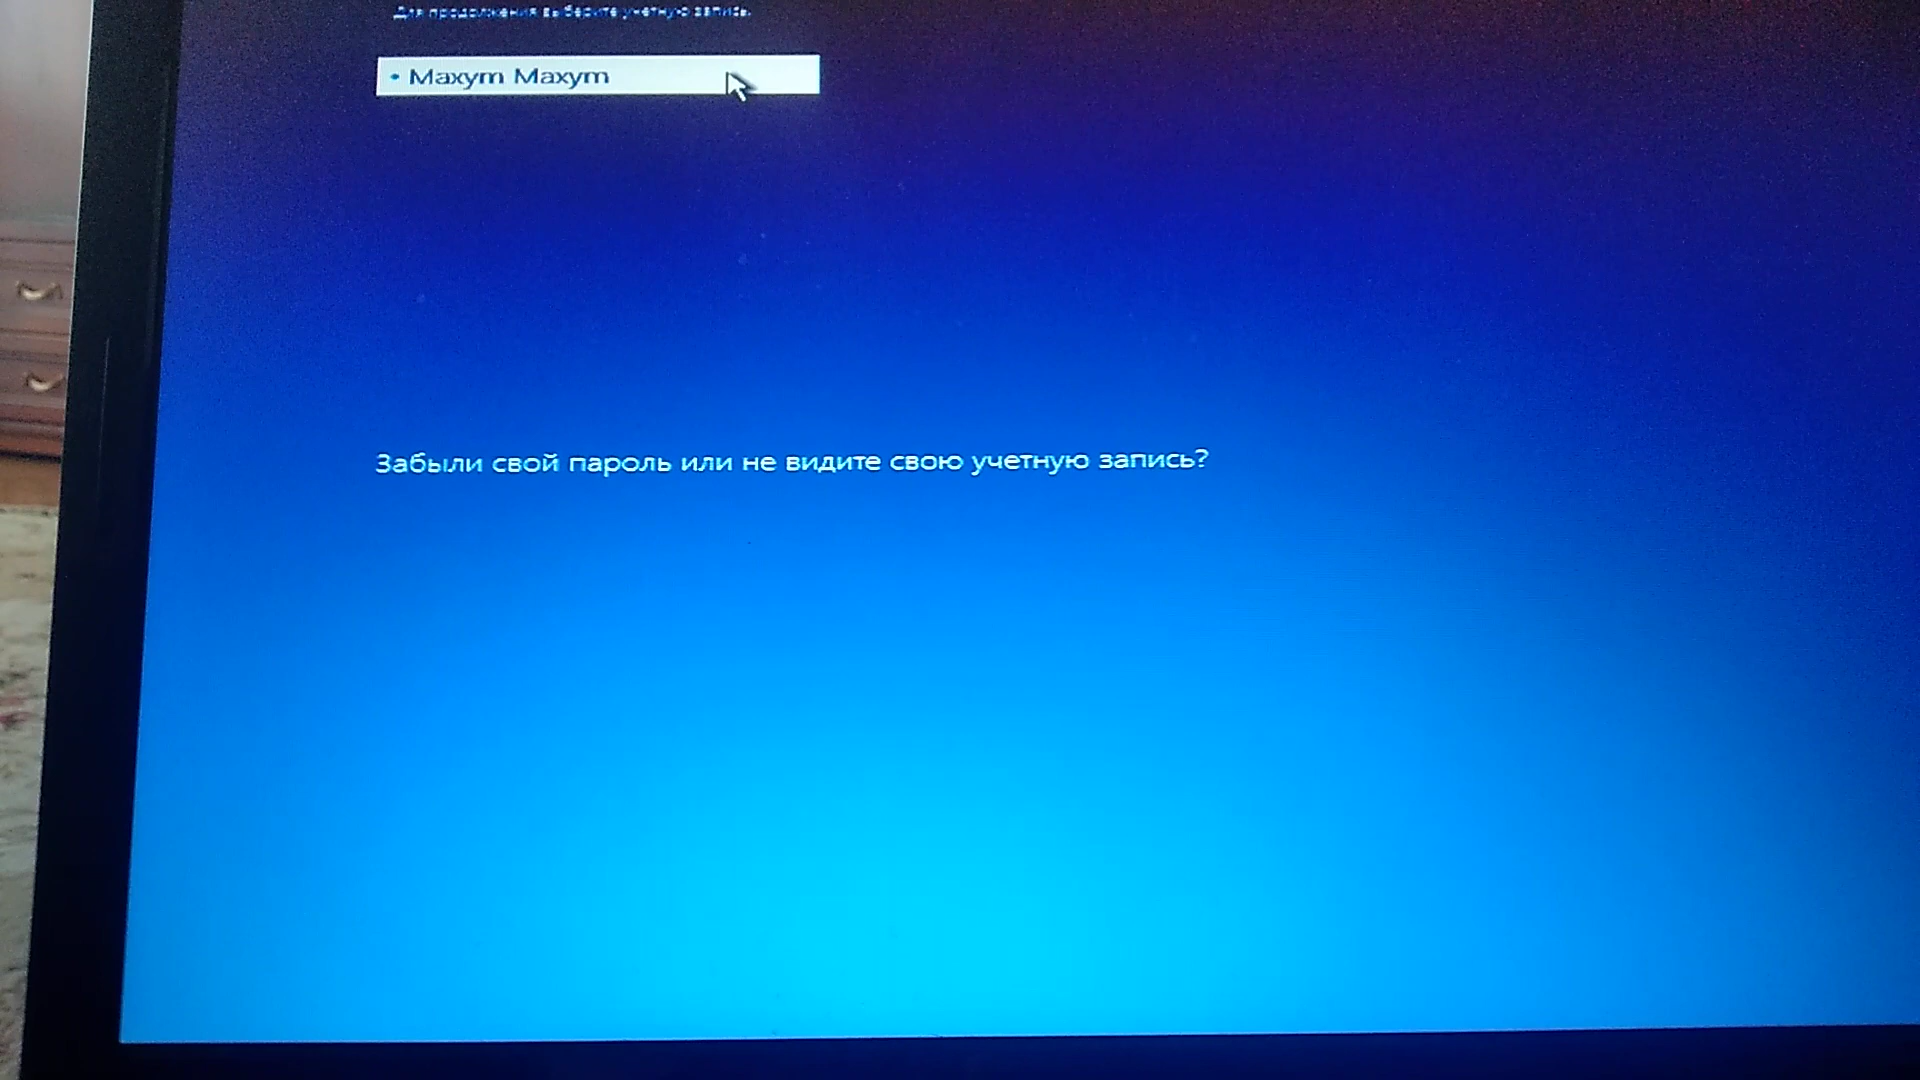 Для продолжения выберите учетную запись.
• Maxym Maxym
Забыли свой пароль или не видите свою учетную запись?